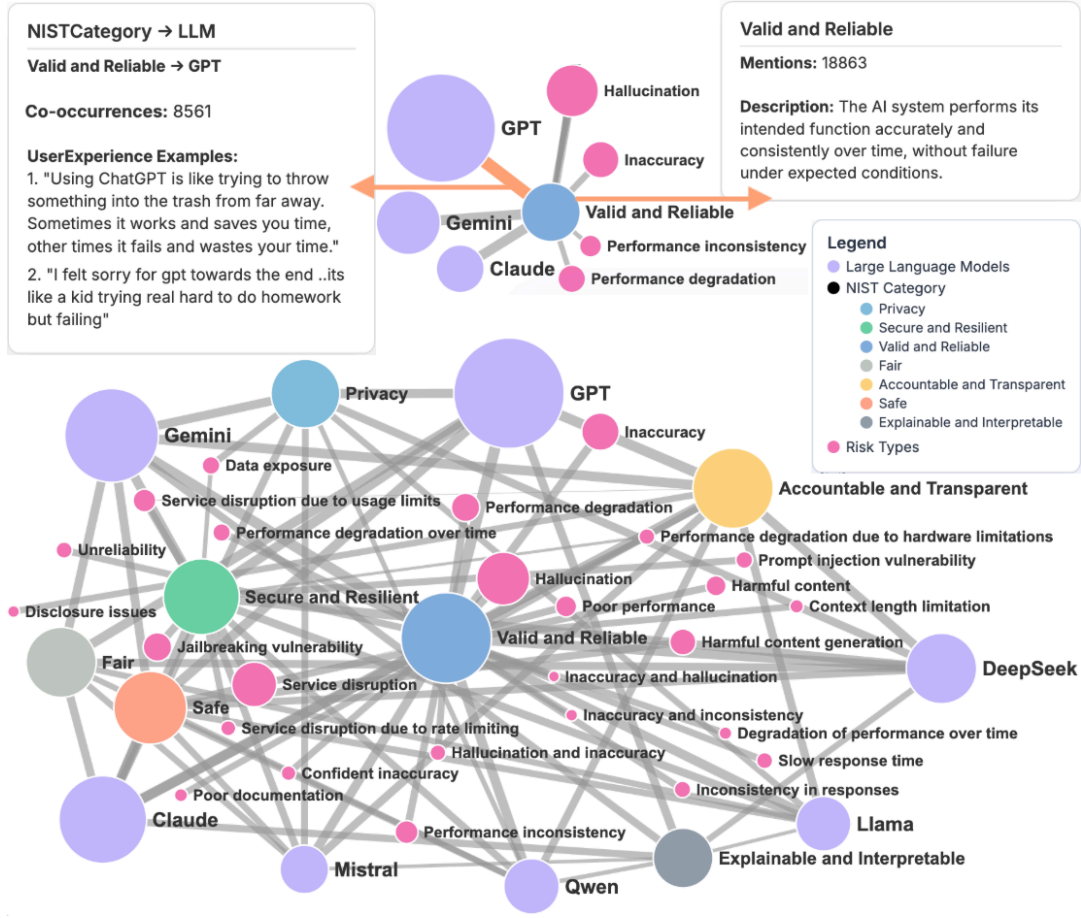 NISTCategory → LLM
Valid and Reliable → GPT
Co-occurrences: 8561
UserExperience Examples:
1. "Using ChatGPT is like trying to throw
something into the trash from far away.
Sometimes it works and saves you time,
other times it fails and wastes your time."
2. "I felt sorry for gpt towards the end ..its
like a kid trying real hard to do homework
but failing"
GPT
Hallucination
Inaccuracy
Gemini
Valid and Reliable
Performance inconsistency
Claude
Performance degradation
Valid and Reliable
Mentions: 18863
Description: The AI system performs its
intended function accurately and
consistently over time, without failure
under expected conditions.
Legend
Large Language Models
NIST Category
Privacy
Secure and Resilient
Valid and Reliable
Fair
Accountable and Transparent
Safe
Explainable and Interpretable
Risk Types
Privacy
GPT
Gemini
Inaccuracy
Data exposure
Accountable and Transparent
Service disruption due to usage limits
Performance degradation
Performance degradation over time
Performance degradation due to hardware limitations
Unreliability
Prompt injection vulnerability
Hallucination
Harmful content
Secure and Resilient
Poor performance
Context length limitation
Disclosure issues
Valid and Reliable
Harmful content generation
Jailbreaking vulnerability
Fair
DeepSeek
Inaccuracy and hallucination
Service disruption
Safe
Inaccuracy and inconsistency
Service disruption due to rate limiting
Degradation of performance over time
Hallucination and inaccuracy
Slow response time
Confident inaccuracy
Inconsistency in responses
Poor documentation
Claude
Llama
Performance inconsistency
Explainable and Interpretable
Mistral
Qwen